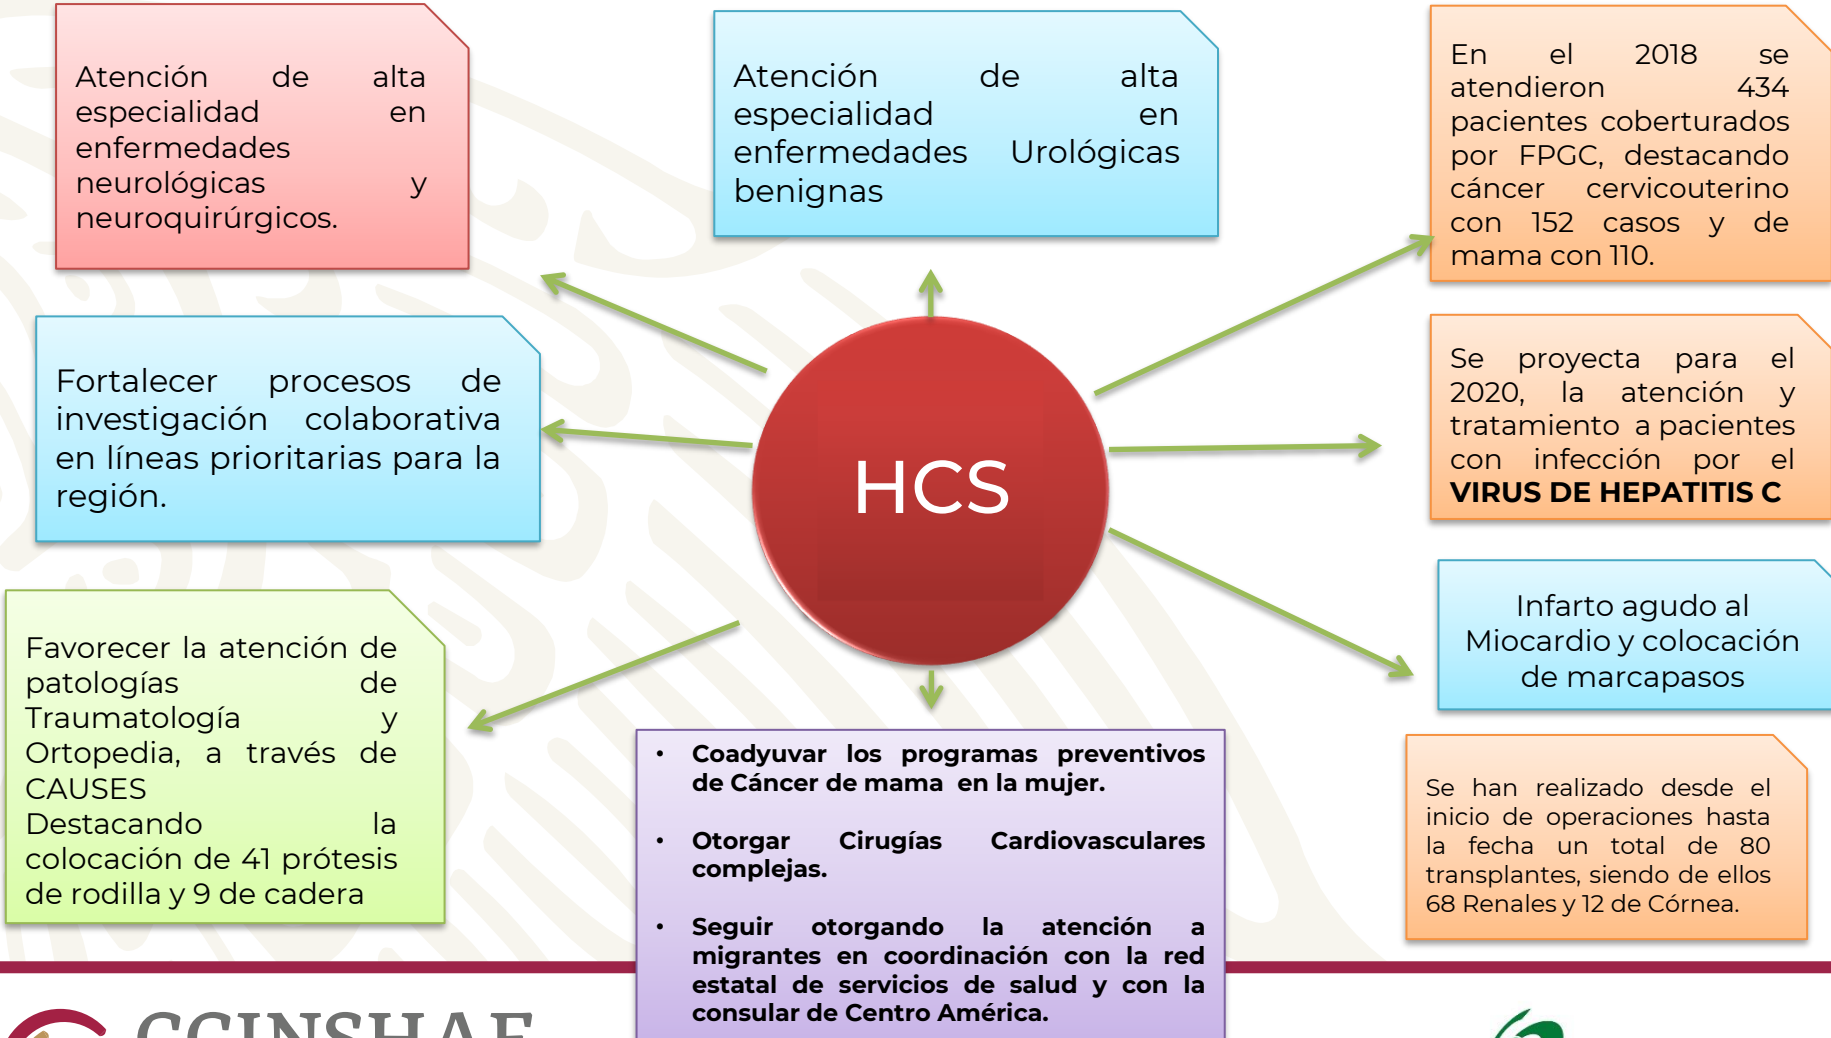 Atención de alta
especialidad en
enfermedades
neurológicas y
neuroquirúrgicos.
Atención de alta
especialidad en
enfermedades Urológicas
benignas
En el 2018 se
atendieron 434
pacientes coberturados
por FPGC, destacando
cáncer cervicouterino
con 152 casos y de
mama con 110.
Fortalecer procesos de
investigación colaborativa
en líneas prioritarias para la
región.
HCS
Se proyecta para el
2020, la atención y
tratamiento a pacientes
con infección por el
VIRUS DE HEPATITIS C
Infarto agudo al
Miocardio y colocación
de marcapasos
Favorecer la atención de
patologías de
Traumatología y
Ortopedia, a través de
CAUSES
Destacando la
colocación de 41 prótesis
de rodilla y 9 de cadera
• Coadyuvar los programas preventivos
de Cáncer de mama en la mujer.
• Otorgar Cirugías Cardiovasculares
complejas.
• Seguir otorgando la atención a
migrantes en coordinación con la red
estatal de servicios de salud y con la
consular de Centro América.
Se han realizado desde el
inicio de operaciones hasta
la fecha un total de 80
transplantes, siendo de ellos
68 Renales y 12 de Córnea.
CCINSHAE